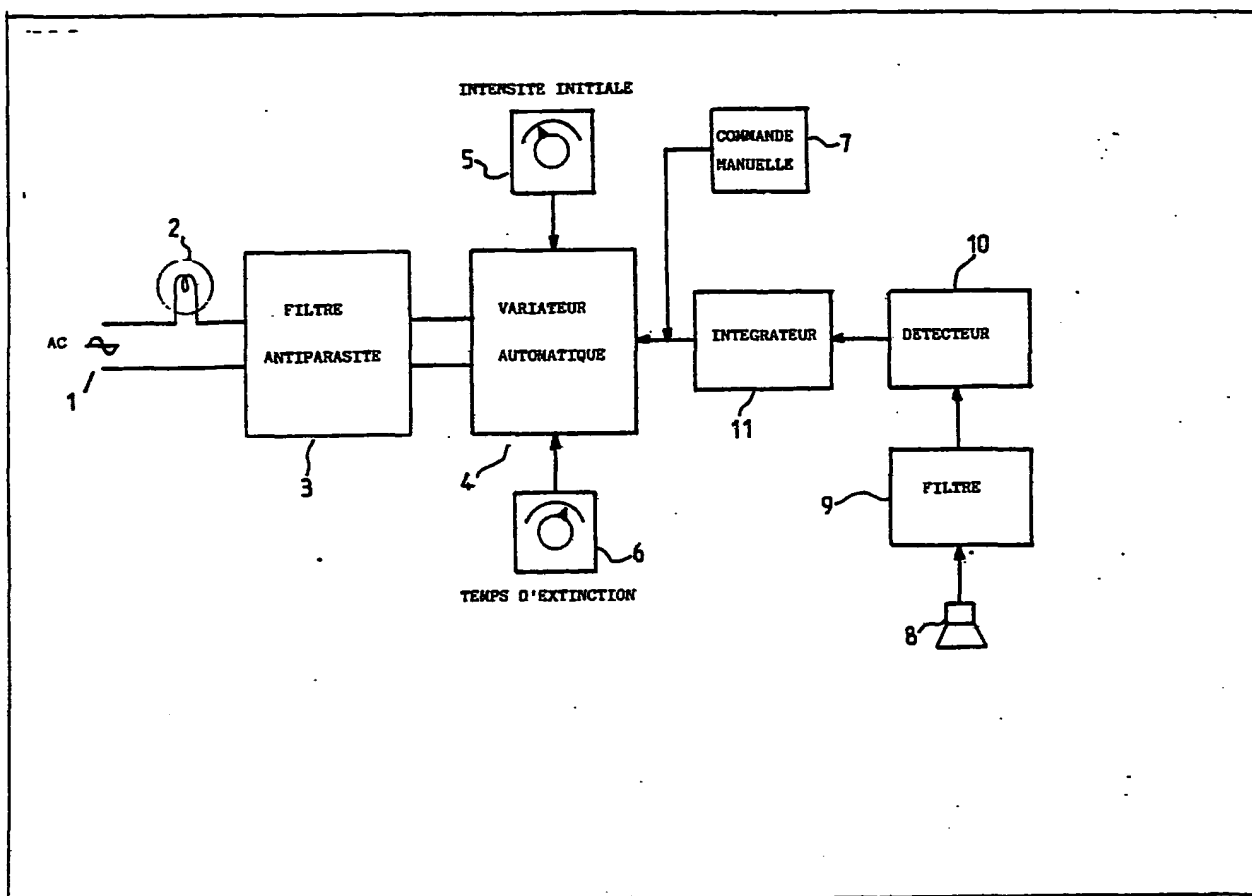 INTENSITE INITIALE
5
COMMANDE
MANUELLE
7
2
10
AC
FILTRE
ANTIPARASITE
VARIATEUR
AUTOMATIQUE
INTÉGRATEUR
DETECTEUR
1
3
4
11
9
FILTRE
6
TEMPS D'EXTINCTION
8